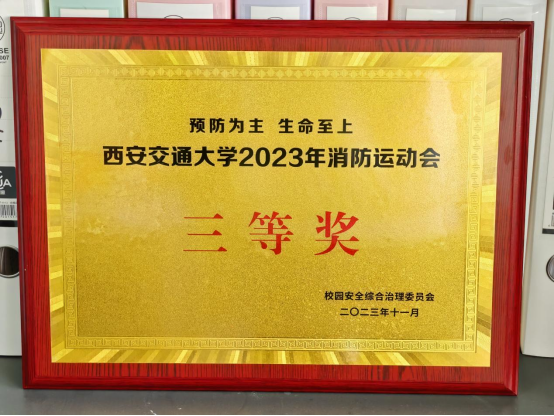 预防为主 生命至上
西安交通大学2023年消防运动会
三等奖
校园安全综合治理委员会
二〇二三年十一月